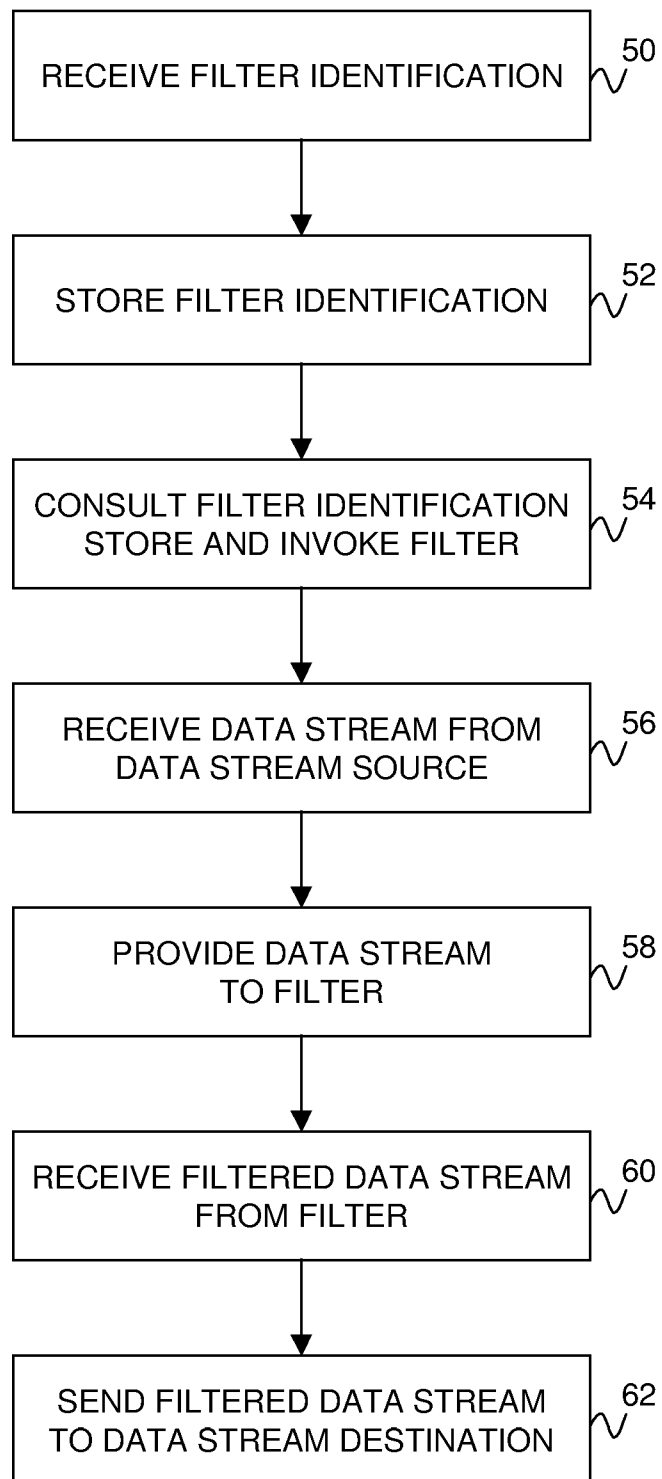 RECEIVE FILTER IDENTIFICATION
50
STORE FILTER IDENTIFICATION
52
CONSULT FILTER IDENTIFICATION
STORE AND INVOKE FILTER
54
RECEIVE DATA STREAM FROM
DATA STREAM SOURCE
56
PROVIDE DATA STREAM
TO FILTER
58
RECEIVE FILTERED DATA STREAM
FROM FILTER
60
SEND FILTERED DATA STREAM
TO DATA STREAM DESTINATION
62